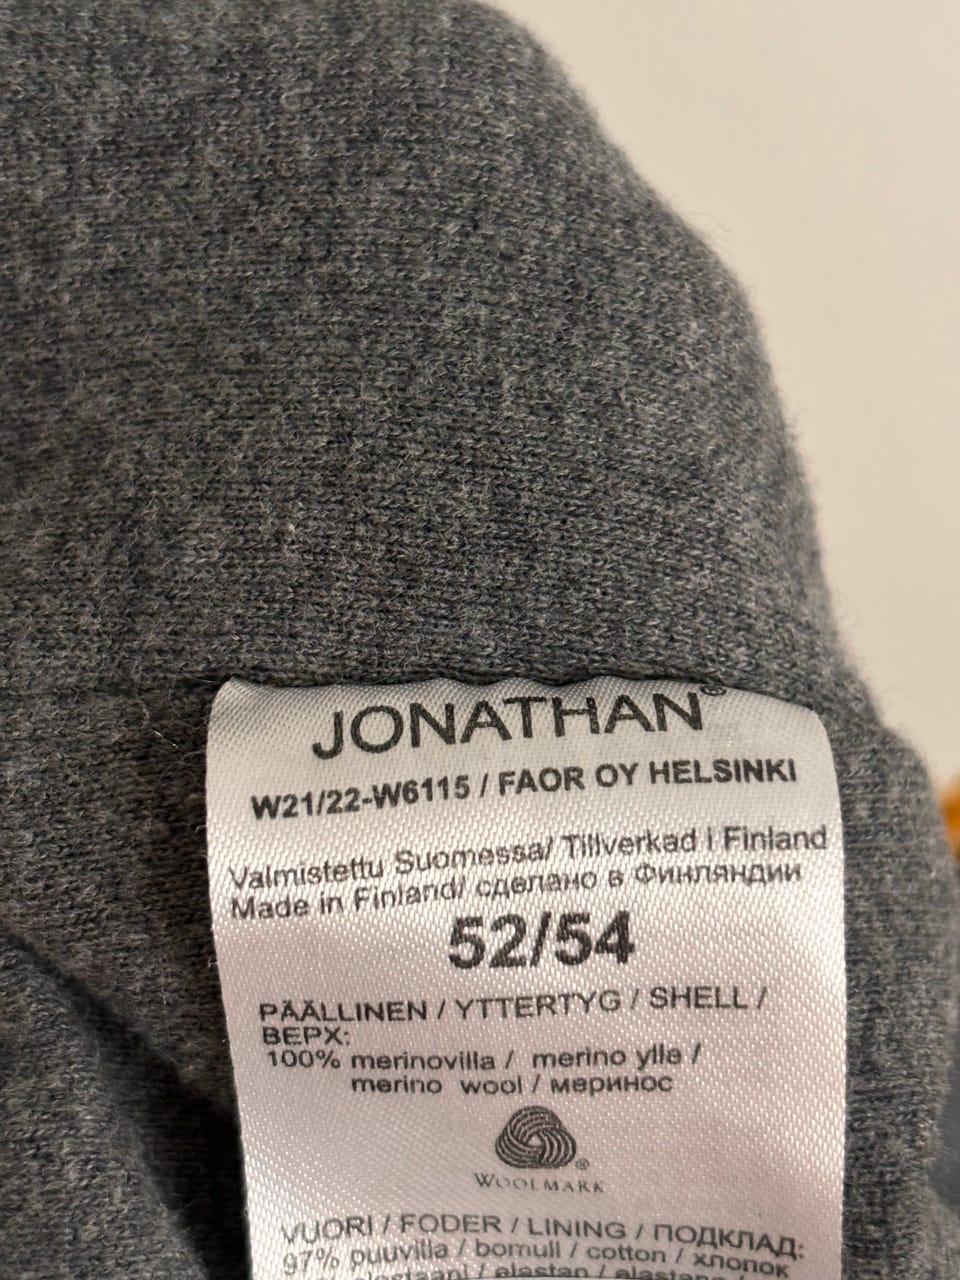 JONATHAN®
W21/22-W6115 / FAOR OY HELSINKI
Valmistettu Suomessa/ Tillverkad i Finland
Made in Finland/ сделано в Финляндии
52/54
PÄÄLLINEN / YTTERTYG / SHELL /
ВЕРХ:
100% merinovilla / merino ylle /
merino wool / меринос
®
WOOLMARK
VUORI / FODER / LINING / ПОДКЛАД:
97% puuvilla / bomull / cotton / хлопок
elastaani / elastan /